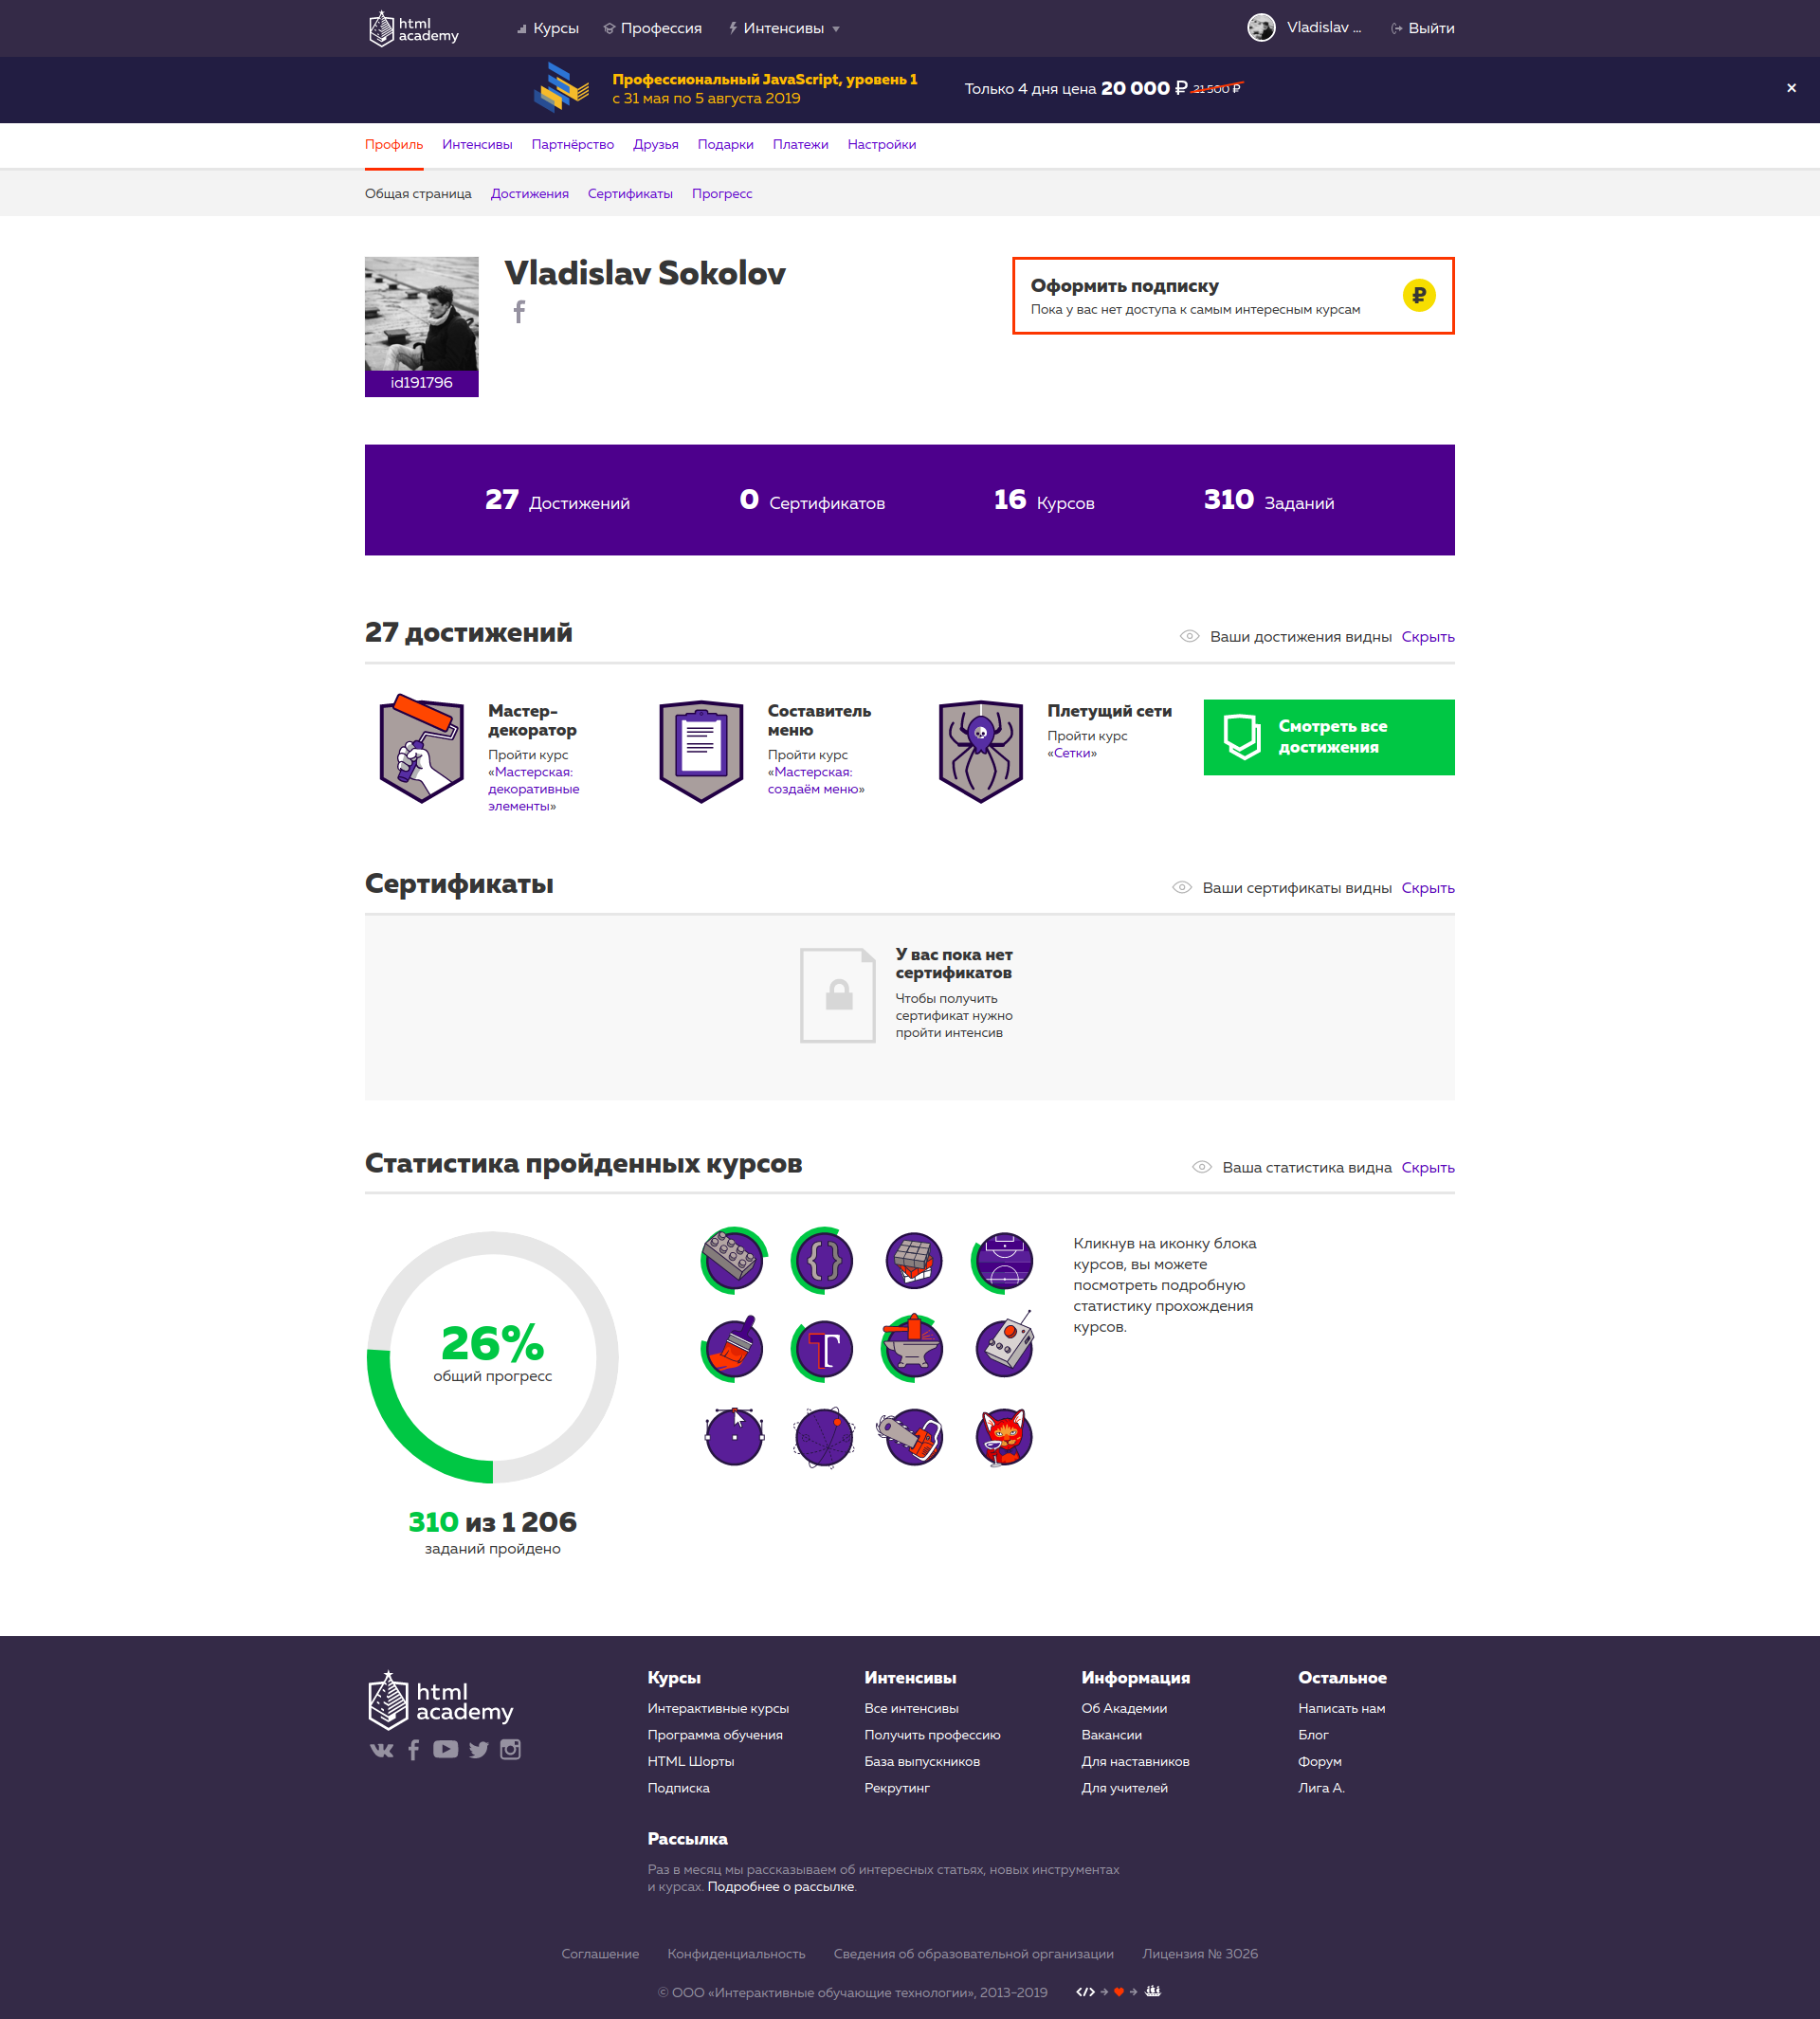 html
academy
Курсы
Профессия
Интенсивы
Vladislav ...
Выйти
Профессиональный JavaScript, уровень 1
с 31 мая по 5 августа 2019
Только 4 дня цена 20 000 ₽ 21 500 ₽
×
Профиль
Интенсивы
Партнёрство
Друзья
Подарки
Платежи
Настройки
Общая страница
Достижения
Сертификаты
Прогресс
Vladislav Sokolov
id191796
Оформить подписку
Пока у вас нет доступа к самым интересным курсам
27 Достижений
0 Сертификатов
16 Курсов
310 Заданий
27 достижений
Ваши достижения видны Скрыть
Мастер-
декоратор
Пройти курс
«Мастерская:
декоративные
элементы»
Составитель
меню
Пройти курс
«Мастерская:
создаём меню»
Плетущий сети
Пройти курс
«Сетки»
Смотреть все
достижения
Сертификаты
Ваши сертификаты видны Скрыть
У вас пока нет
сертификатов
Чтобы получить
сертификат нужно
пройти интенсив
Статистика пройденных курсов
Ваша статистика видна Скрыть
26%
общий прогресс
310 из 1 206
заданий пройдено
Кликнув на иконку блока
курсов, вы можете
посмотреть подробную
статистику прохождения
курсов.
html
academy
Курсы
Интерактивные курсы
Программа обучения
HTML Шорты
Подписка
Интенсивы
Все интенсивы
Получить профессию
База выпускников
Рекрутинг
Информация
Об Академии
Вакансии
Для наставников
Для учителей
Остальное
Написать нам
Блог
Форум
Лига А.
Рассылка
Раз в месяц мы рассказываем об интересных статьях, новых инструментах
и курсах. Подробнее о рассылке.
Соглашение
Конфиденциальность
Сведения об образовательной организации
Лицензия № 3026
© ООО «Интерактивные обучающие технологии», 2013-2019